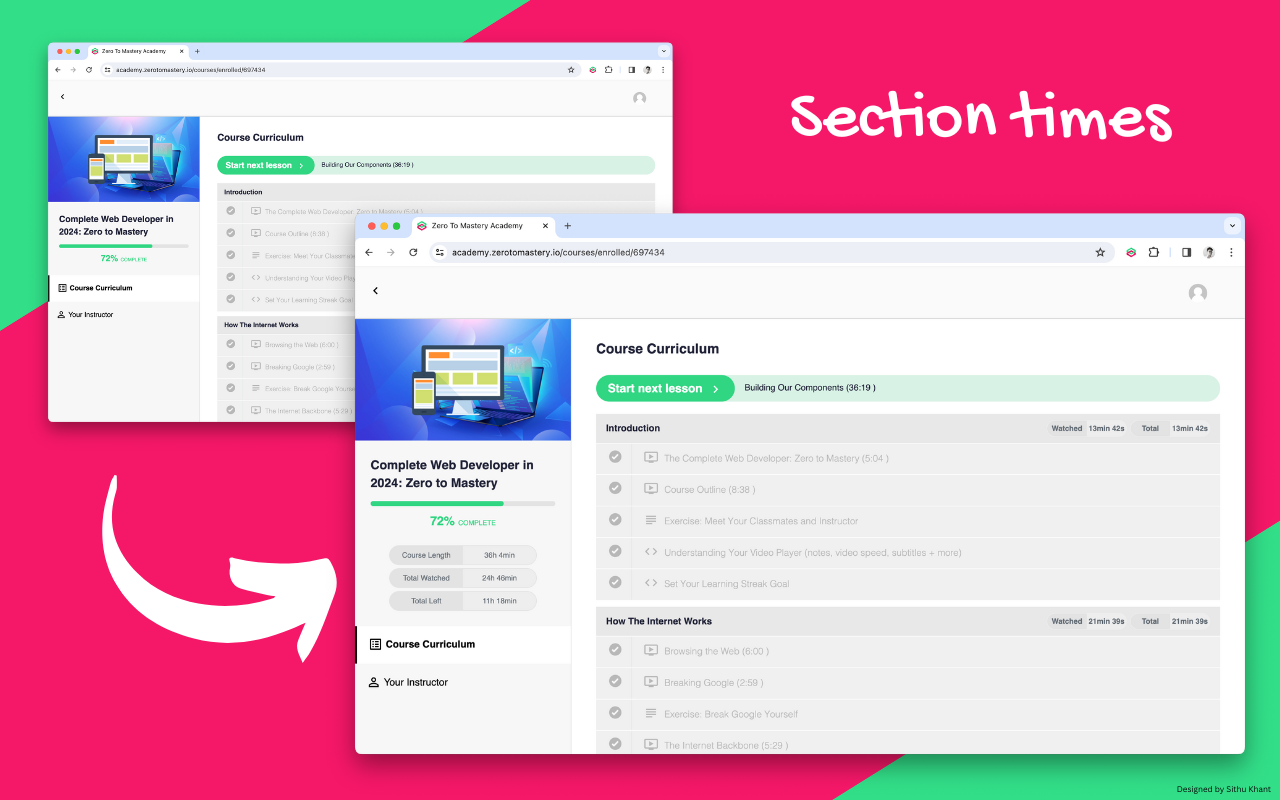 Section times
Zero To Mastery Academy
academy.zerotomastery.io/courses/enrolled/697434
Complete Web Developer in
2024: Zero to Mastery
72% COMPLETE
Course Curriculum
Your Instructor
Course Curriculum
Start next lesson
Building Our Components (36:19 )
Introduction
The Complete Web Developer: Zero to Mastery (5:04 )
Course Outline (8:38 )
Exercise: Meet Your Classmate
Understanding Your Video Play
Set Your Learning Streak Goal
How The Internet Works
Browsing the Web (6:00 )
Breaking Google (2:59 )
Exercise: Break Google Yourse
The Internet Backbone (5:29 )
Zero To Mastery Academy
academy.zerotomastery.io/courses/enrolled/697434
Complete Web Developer in
2024: Zero to Mastery
72% COMPLETE
Course Length 36h 4min
Total Watched 24h 46min
Total Left 11h 18min
Course Curriculum
Your Instructor
Course Curriculum
Start next lesson
Building Our Components (36:19 )
Introduction Watched 13min 42s Total 13min 42s
The Complete Web Developer: Zero to Mastery (5:04 )
Course Outline (8:38 )
Exercise: Meet Your Classmates and Instructor
Understanding Your Video Player (notes, video speed, subtitles + more)
Set Your Learning Streak Goal
How The Internet Works Watched 21min 39s Total 21min 39s
Browsing the Web (6:00 )
Breaking Google (2:59 )
Exercise: Break Google Yourself
The Internet Backbone (5:29 )
Designed by Sithu Khant